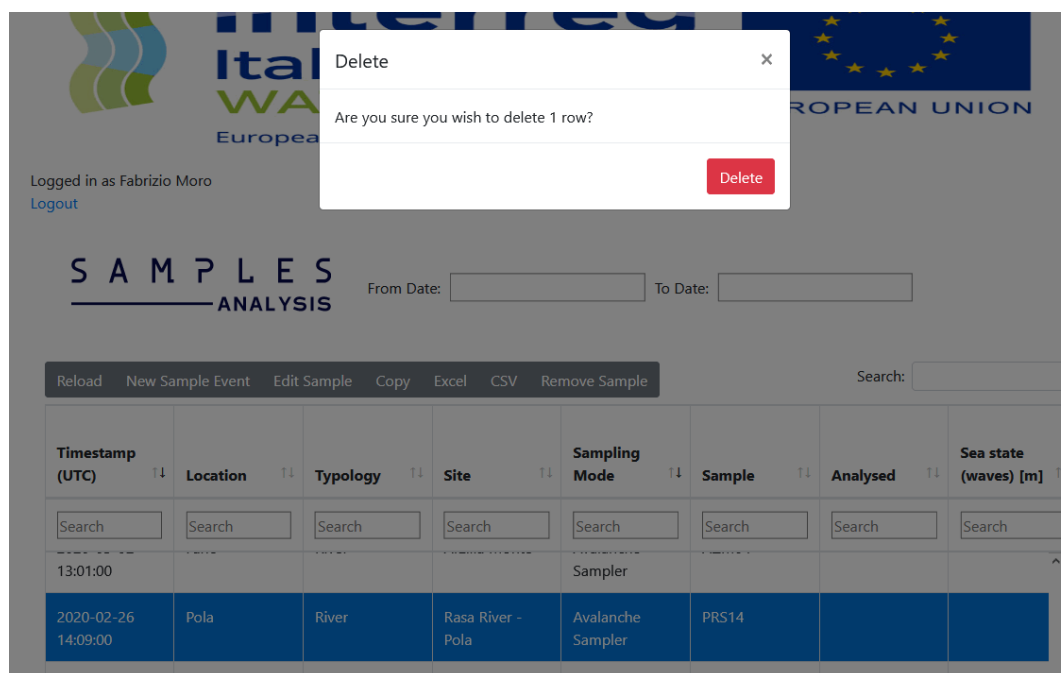 Interreg
Ital
WA
Europea
ROPEAN UNION
Delete
×
Are you sure you wish to delete 1 row?
Delete
Logged in as Fabrizio Moro
Logout
SAMPLES
ANALYSIS
From Date:
To Date:
Reload New Sample Event Edit Sample Copy Excel CSV Remove Sample
Search:
Timestamp (UTC) Location Typology Site Sampling Mode Sample Analysed Sea state (waves) [m]
Search Search Search Search Search Search Search Search
13:01:00 Sampler
2020-02-26 Pola River Rasa River - Avalanche PRS14
14:09:00 Pola Sampler